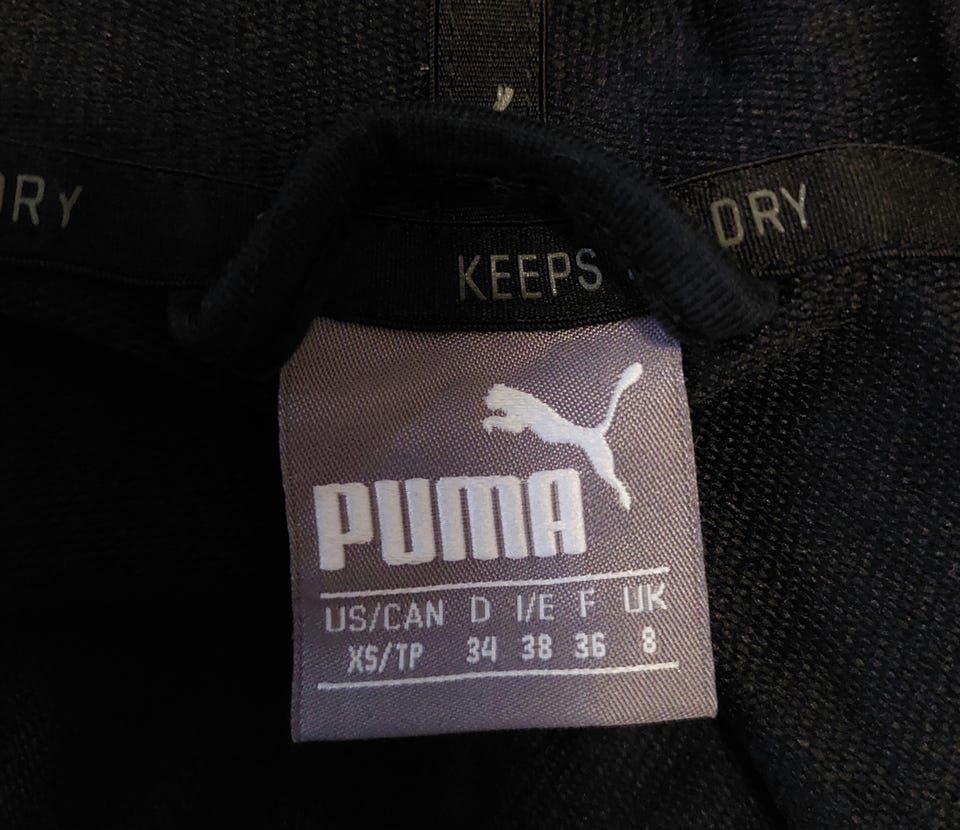 DRY
KEEPS DRY
PUMA
US/CAN D I/E F UK
XS/TP 34 38 36 8